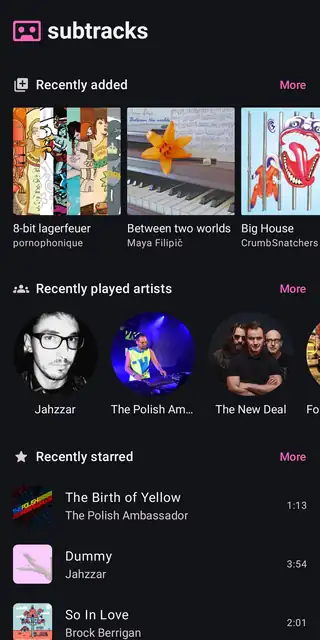 subtracks
Recently added
More
8-bit lagerfeuer
pornophonique
Between two worlds
Maya Filipič
Big House
CrumbSnatchers
Recently played artists
More
Jahzzar
The Polish Am...
The New Deal
Fo
Recently starred
More
The Birth of Yellow
The Polish Ambassador
1:13
Dummy
Jahzzar
3:54
So In Love
Brock Berrigan
2:01